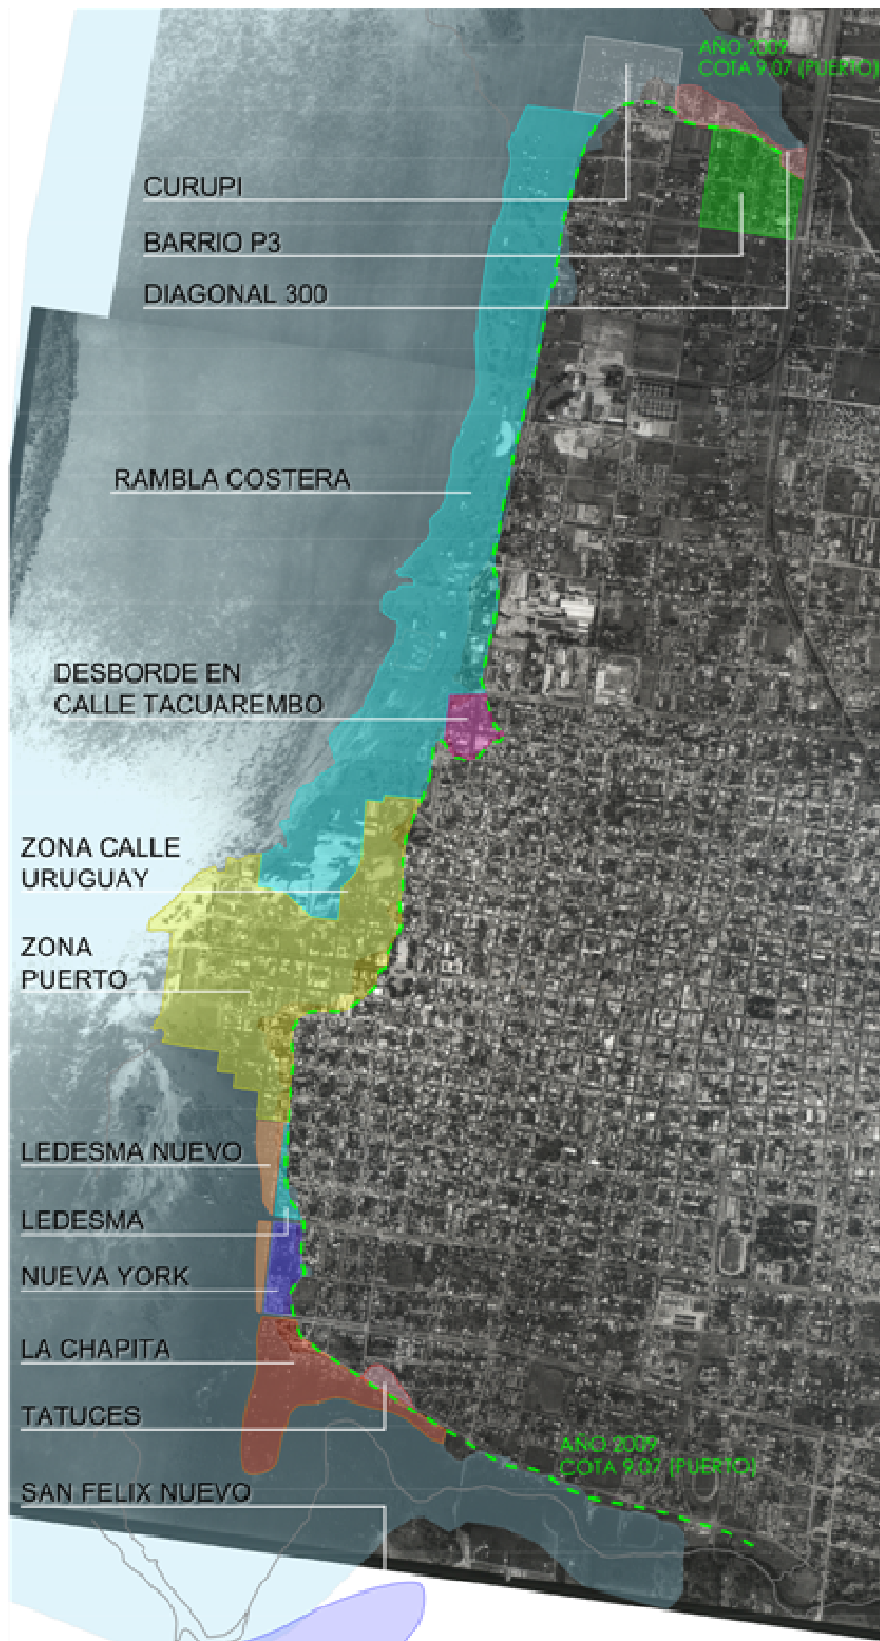 AÑO 2009
COTA 9.07 (PUERTO)
CURUPI
BARRIO P3
DIAGONAL 300
RAMBLA COSTERA
DESBORDE EN
CALLE TACUAREMBO
ZONA CALLE
URUGUAY
ZONA
PUERTO
LEDESMA NUEVO
LEDESMA
NUEVA YORK
LA CHAPITA
TATUCES
AÑO 2009
COTA 9.07 (PUERTO)
SAN FELIX NUEVO